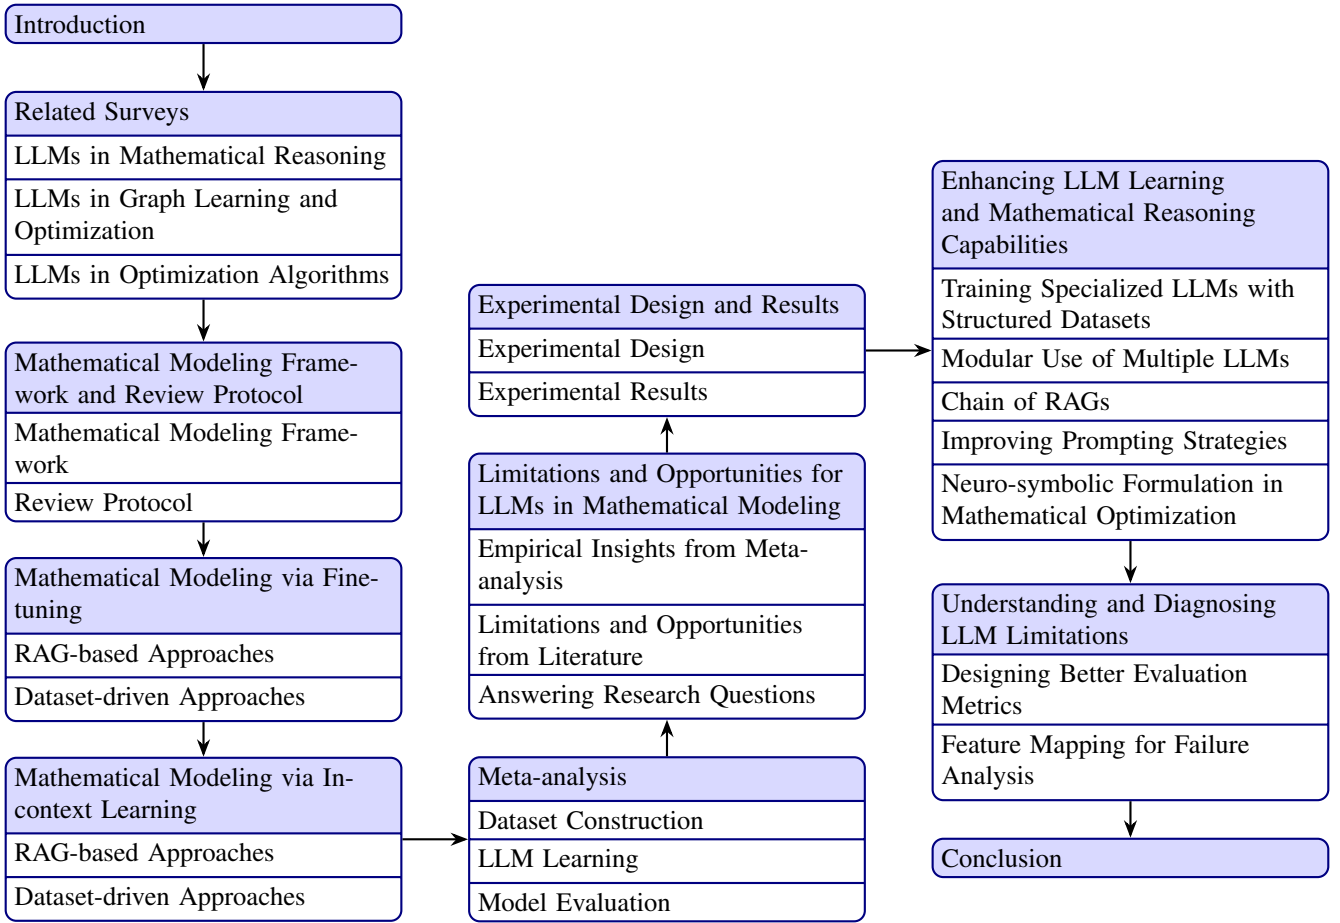 Introduction
Related Surveys
LLMs in Mathematical Reasoning
LLMs in Graph Learning and
Optimization
LLMs in Optimization Algorithms
Mathematical Modeling Frame-
work and Review Protocol
Mathematical Modeling Frame-
work
Review Protocol
Mathematical Modeling via Fine-
tuning
RAG-based Approaches
Dataset-driven Approaches
Mathematical Modeling via In-
context Learning
RAG-based Approaches
Dataset-driven Approaches
Meta-analysis
Dataset Construction
LLM Learning
Model Evaluation
Limitations and Opportunities for
LLMs in Mathematical Modeling
Empirical Insights from Meta-
analysis
Limitations and Opportunities
from Literature
Answering Research Questions
Experimental Design and Results
Experimental Design
Experimental Results
Enhancing LLM Learning
and Mathematical Reasoning
Capabilities
Training Specialized LLMs with
Structured Datasets
Modular Use of Multiple LLMs
Chain of RAGs
Improving Prompting Strategies
Neuro-symbolic Formulation in
Mathematical Optimization
Understanding and Diagnosing
LLM Limitations
Designing Better Evaluation
Metrics
Feature Mapping for Failure
Analysis
Conclusion